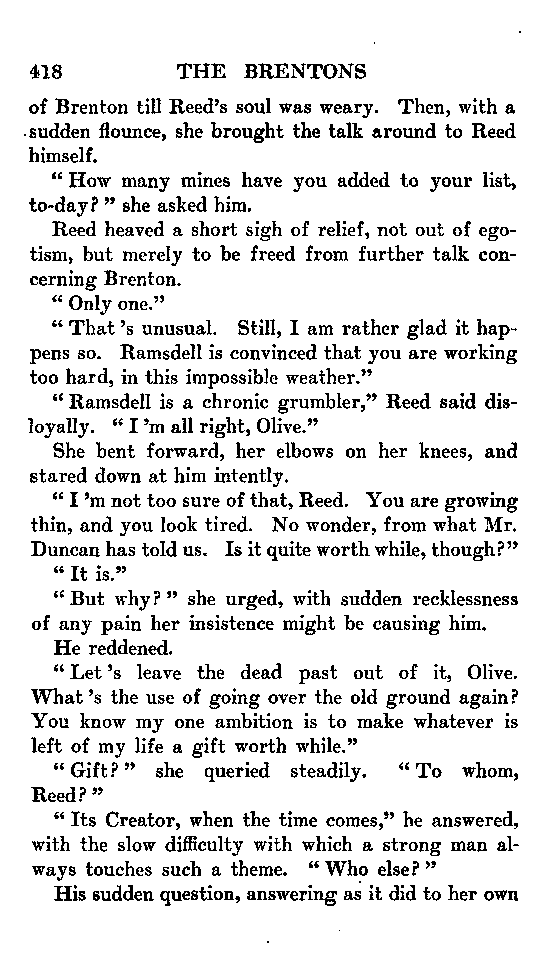 418 THE BRENTONS
of Brenton till Reed's soul was weary. Then, with a
sudden flounce, she brought the talk around to Reed
himself.
" How many mines have you added to your list,
to-day? " she asked him.
Reed heaved a short sigh of relief, not out of ego-
tism, but merely to be freed from further talk con-
cerning Brenton.
" Only one."
" That 's unusual. Still, I am rather glad it hap-
pens so. Ramsdell is convinced that you are working
too hard, in this impossible weather."
" Ramsdell is a chronic grumbler," Reed said dis-
loyally. " I 'm all right, Olive."
She bent forward, her elbows on her knees, and
stared down at him intently.
" I 'm not too sure of that, Reed. You are growing
thin, and you look tired. No wonder, from what Mr.
Duncan has told us. Is it quite worth while, though?"
" It is."
" But why? " she urged, with sudden recklessness
of any pain her insistence might be causing him.
He reddened.
" Let 's leave the dead past out of it, Olive.
What 's the use of going over the old ground again?
You know my one ambition is to make whatever is
left of my life a gift worth while."
" Gift? " she queried steadily. " To whom,
Reed? "
" Its Creator, when the time comes," he answered,
with the slow difficulty with which a strong man al-
ways touches such a theme. " Who else? "
His sudden question, answering as it did to her own